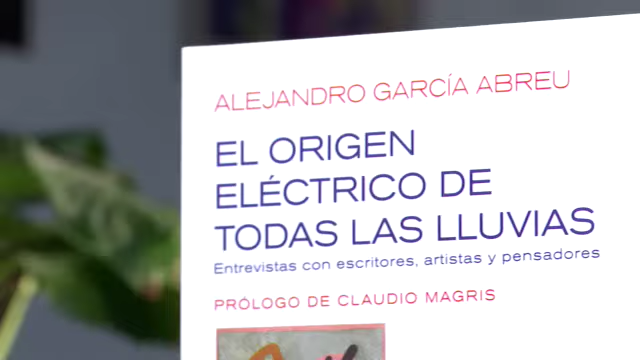 ALEJANDRO GARCÍA ABREU
EL ORIGEN
ELÉCTRICO DE
TODAS LAS LLUVIAS
Entrevistas con escritores, artistas y pensadores
PRÓLOGO DE CLAUDIO MAGRIS